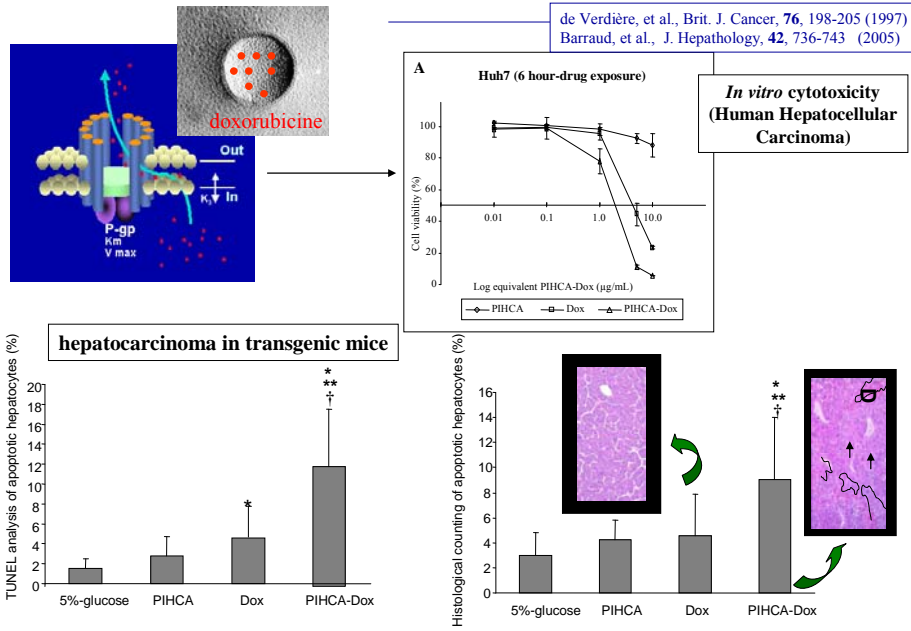 de Verdière, et al., Brit. J. Cancer, 76, 198-205 (1997)
Barraud, et al., J. Hepathology, 42, 736-743 (2005)
doxorubicine
Out
In
K₃
P-gp
Km
V max
A
Huh7 (6 hour-drug exposure)
In vitro cytotoxicity
(Human Hepatocellular
Carcinoma)
Cell viability (%)
100
80
60
40
20
0
0.01 0.1 1.0 10.0
Log equivalent PIHCA-Dox (µg/mL)
PIHCA Dox PIHCA-Dox
hepatocarcinoma in transgenic mice
TUNEL analysis of apoptotic hepatocytes (%)
20
18
16
14
12
10
8
6
4
2
0
*
*
**
†
5%-glucose PIHCA Dox PIHCA-Dox
Histological counting of apoptotic hepatocytes (%)
16
14
12
10
8
6
4
2
0
*
**
†
D
5%-glucose PIHCA Dox PIHCA-Dox